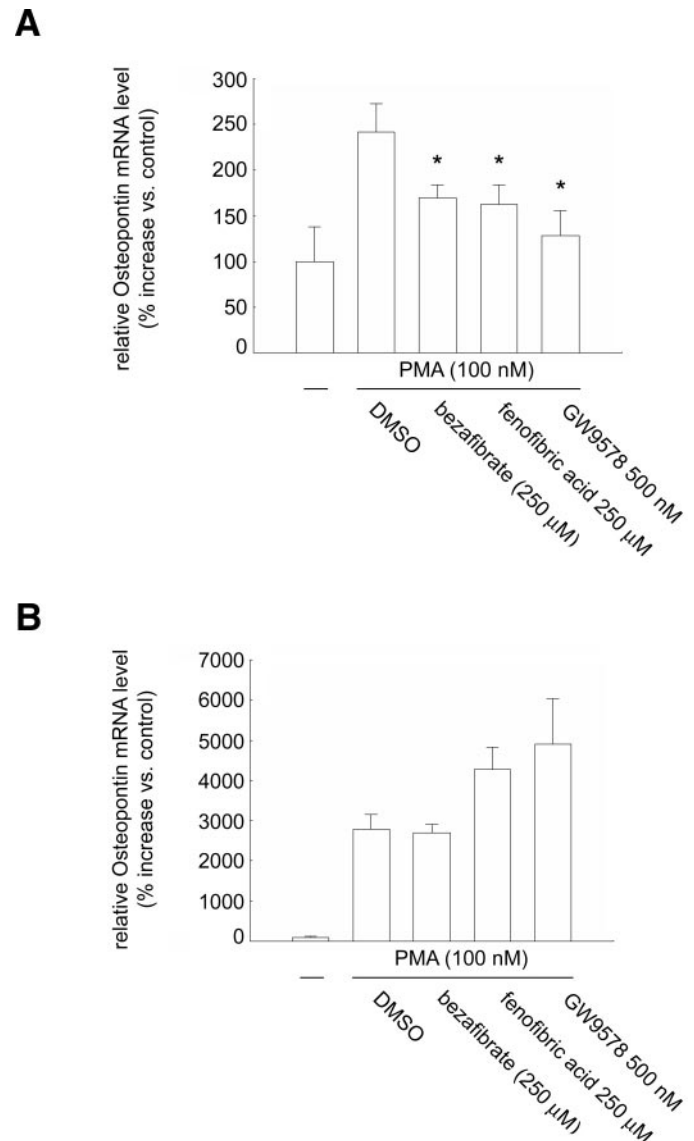 A
relative Osteopontin mRNA level
(% increase vs. control)
300
250
200
150
100
50
0
*
*
*
PMA (100 nM)
DMSO
bezafibrate (250 µM)
fenofibric acid 250 µM
GW9578 500 nM
B
relative Osteopontin mRNA level
(% increase vs. control)
7000
6000
5000
4000
3000
2000
1000
0
PMA (100 nM)
DMSO
bezafibrate (250 µM)
fenofibric acid 250 µM
GW9578 500 nM